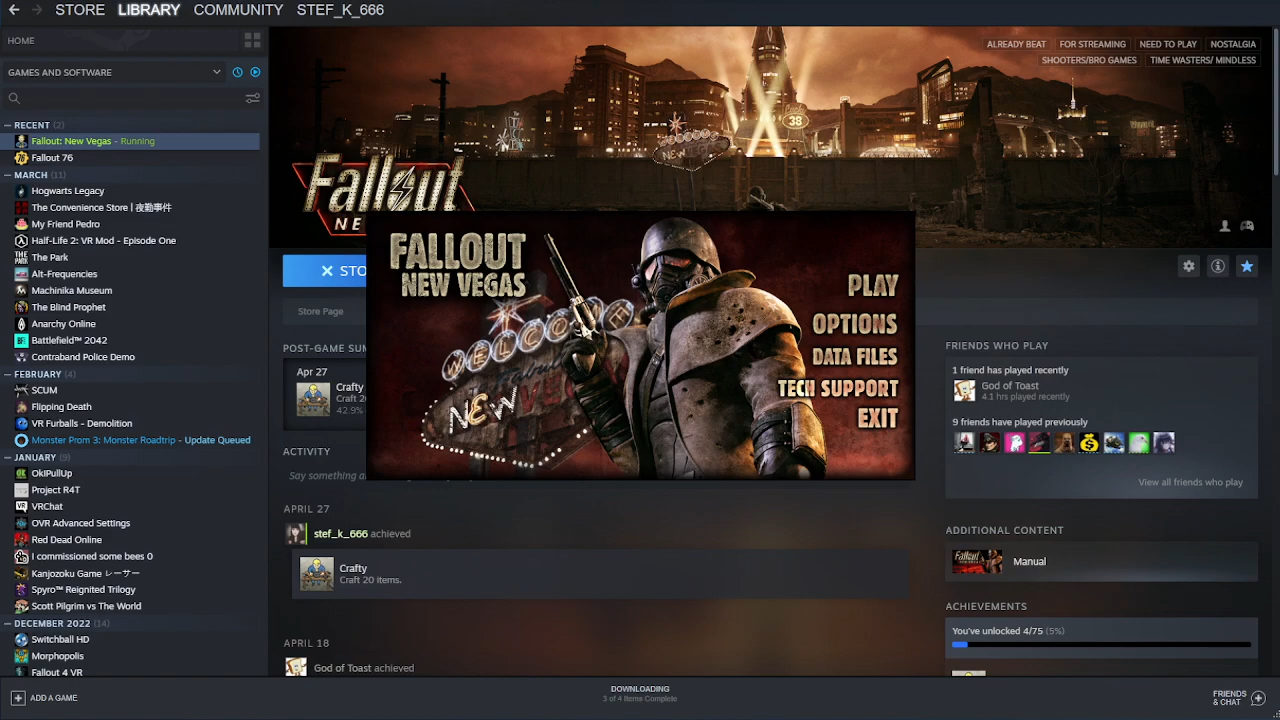 STORE LIBRARY COMMUNITY STEF_K_666
HOME
GAMES AND SOFTWARE
RECENT (2)
Fallout: New Vegas - Running
Fallout 76
MARCH (11)
Hogwarts Legacy
The Convenience Store | 夜勤事件
My Friend Pedro
Half-Life 2: VR Mod - Episode One
THE PARK
The Park
Alt-Frequencies
Machinika Museum
The Blind Prophet
Anarchy Online
Battlefield™ 2042
Contraband Police Demo
FEBRUARY (4)
SCUM
Flipping Death
VR Furballs - Demolition
Monster Prom 3: Monster Roadtrip - Update Queued
JANUARY (9)
OkIPullUp
Project R4T
VRChat
OVR Advanced Settings
Red Dead Online
I commissioned some bees 0
Kanjozoku Game レーサー
Spyro™ Reignited Trilogy
Scott Pilgrim vs The World
DECEMBER 2022 (14)
Switchball HD
Morphopolis
Fallout 4 VR
ADD A GAME
ALREADY BEAT FOR STREAMING NEED TO PLAY NOSTALGIA
SHOOTERS/BRO GAMES TIME WASTERS/ MINDLESS
38
Fallout
NE
STO
Store Page
POST-GAME SUM
Apr 27
Crafty
Craft 20
42.9%
ACTIVITY
Say something a
FALLOUT
NEW VEGAS
WELCOME
NEW
PLAY
OPTIONS
DATA FILES
TECH SUPPORT
EXIT
APRIL 27
stef_k_666 achieved
Crafty
Craft 20 items.
APRIL 18
God of Toast achieved
FRIENDS WHO PLAY
1 friend has played recently
God of Toast
4.1 hrs played recently
9 friends have played previously
View all friends who play
ADDITIONAL CONTENT
Manual
ACHIEVEMENTS
You've unlocked 4/75 (5%)
DOWNLOADING
3 of 4 Items Complete
FRIENDS
& CHAT